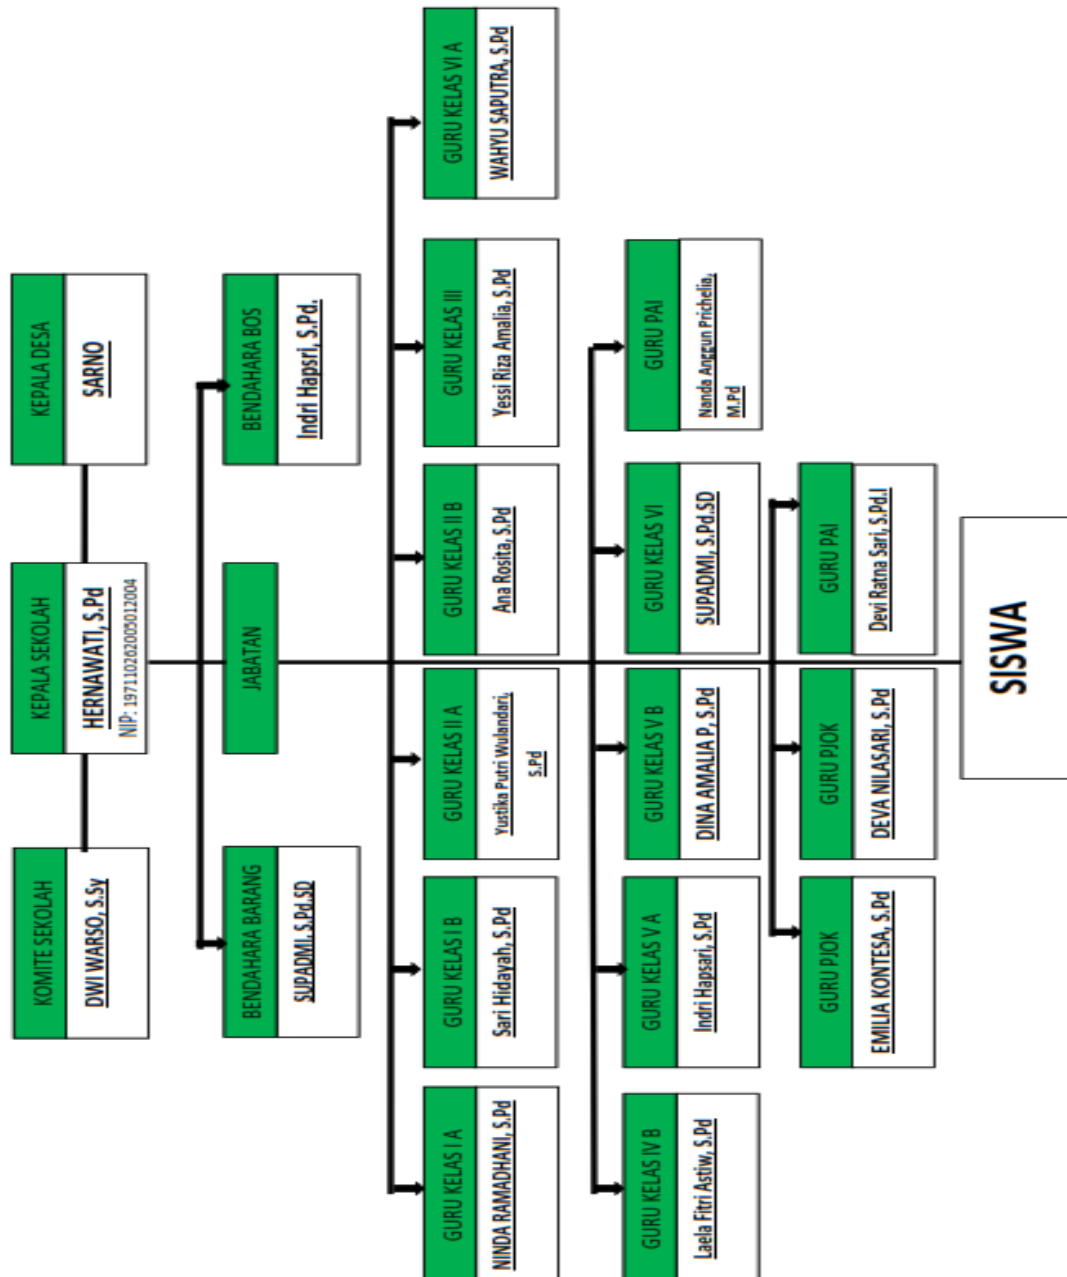 KOMITE SEKOLAH
DWI WARSO, S.Sy
KEPALA SEKOLAH
HERNAWATI, S.Pd
NIP: 197110262005012004
KEPALA DESA
SARNO
BENDAHARA BARANG
SUPADMI, S.Pd.SD
JABATAN
BENDAHARA BOS
Indri Hapsri, S.Pd.
GURU KELAS I A
NINDA RAMADHANI, S.Pd
GURU KELAS I B
Sari Hidayah, S.Pd
GURU KELAS II A
Yustika Putri Wulandari,
S.Pd
GURU KELAS II B
Ana Rosita, S.Pd
GURU KELAS III
Yessi Riza Amalia, S.Pd
GURU KELAS VI A
WAHYU SAPUTRA, S.Pd
GURU KELAS IV B
Laela Fitri Astiw, S.Pd
GURU KELAS V A
Indri Hapsari, S.Pd
GURU KELAS V B
DINA AMALIA P, S.Pd
GURU KELAS VI
SUPADMI, S.Pd.SD
GURU PAI
Nanda Anggun Prichelia,
M.Pd
GURU PJOK
EMILIA KONTESA, S.Pd
GURU PJOK
DEVA NILASARI, S.Pd
GURU PAI
Devi Ratna Sari, S.Pd.I
SISWA